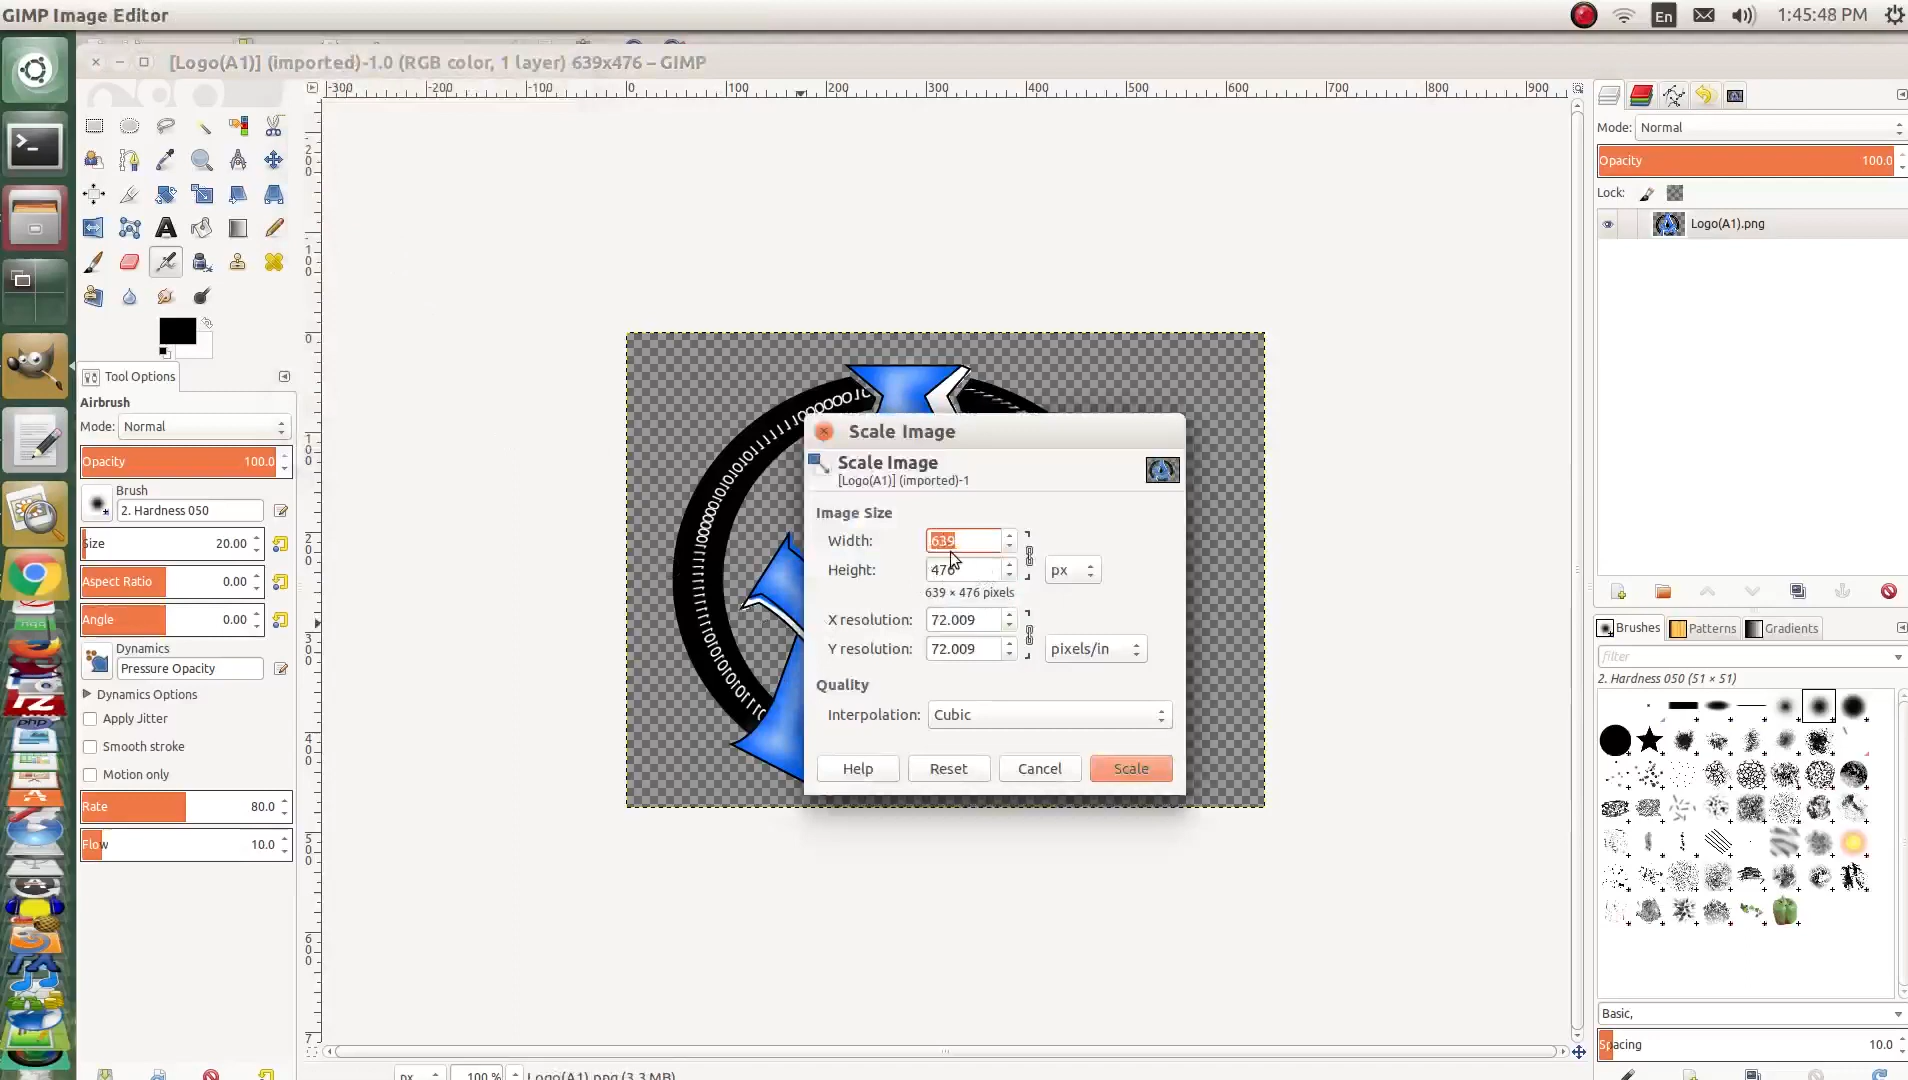 GIMP Image Editor
En
1:45:48 PM
[Logo(A1)] (imported)-1.0 (RGB color, 1 layer) 639x476 – GIMP
-300 -200 -100 0 100 200 300 400 500 600 700 800 900
Mode: Normal
Opacity 100.0
Lock:
Logo(A1).png
Tool Options
Airbrush
Mode: Normal
Opacity 100.0
Brush
2. Hardness 050
Size 20.00
Aspect Ratio 0.00
Angle 0.00
Dynamics
Pressure Opacity
Dynamics Options
Apply Jitter
Smooth stroke
Motion only
Rate 80.0
Flow 10.0
Scale Image
Scale Image
[Logo(A1)] (imported)-1
Image Size
Width: 639
Height: 476 px
639 × 476 pixels
X resolution: 72.009
Y resolution: 72.009 pixels/in
Quality
Interpolation: Cubic
Help Reset Cancel Scale
Brushes Patterns Gradients
filter
2. Hardness 050 (51 × 51)
Basic,
Spacing 10.0
px 100 % Logo(A1).png (3.3 MB)